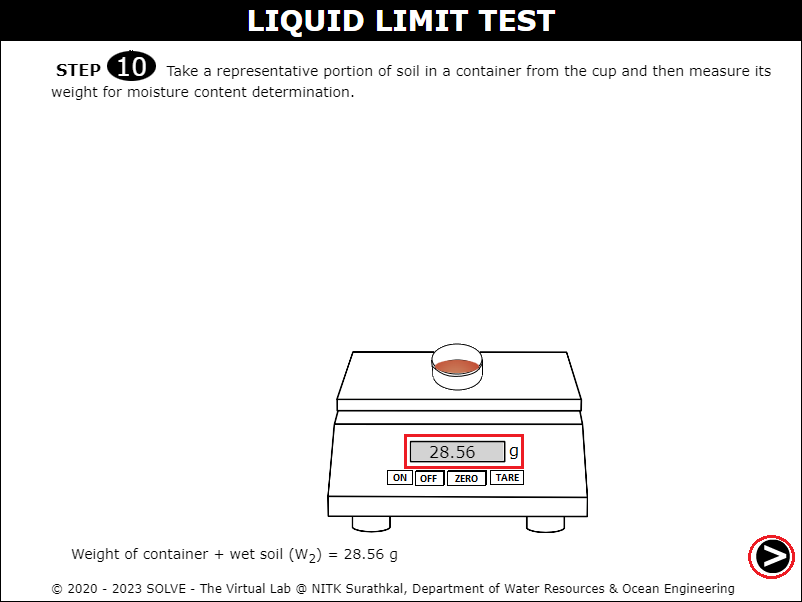 LIQUID LIMIT TEST
STEP 10 Take a representative portion of soil in a container from the cup and then measure its
weight for moisture content determination.
28.56 g
ON OFF ZERO TARE
Weight of container + wet soil (W2) = 28.56 g
>
© 2020 - 2023 SOLVE - The Virtual Lab @ NITK Surathkal, Department of Water Resources & Ocean Engineering